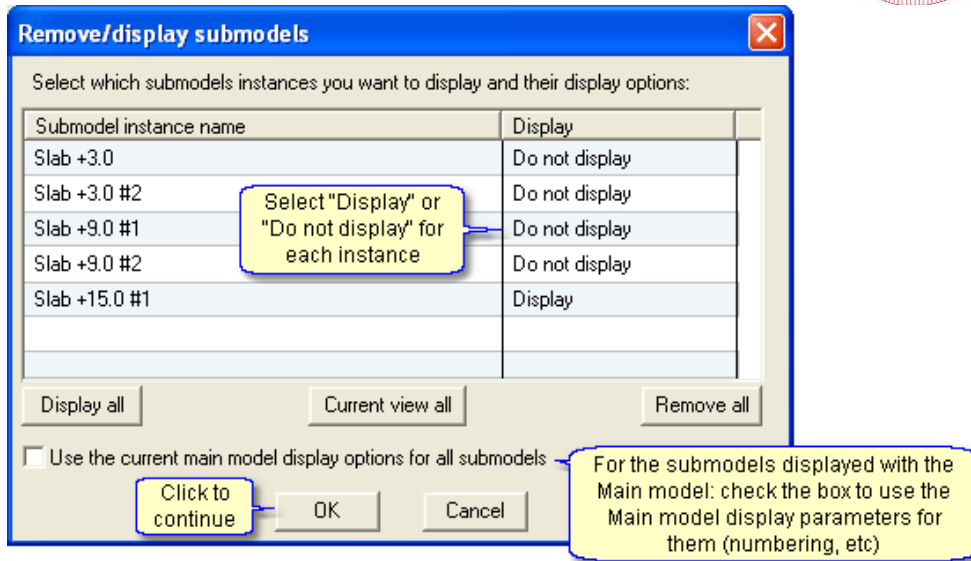 Remove/display submodels
Select which submodels instances you want to display and their display options:
Submodel instance name Display
Slab +3.0 Do not display
Slab +3.0 #2 Do not display
Slab +9.0 #1 Do not display
Slab +9.0 #2 Do not display
Slab +15.0 #1 Display
Select "Display" or
"Do not display" for
each instance
Display all Current view all Remove all
Use the current main model display options for all submodels
For the submodels displayed with the
Main model: check the box to use the
Main model display parameters for
them (numbering, etc)
Click to
continue
OK Cancel